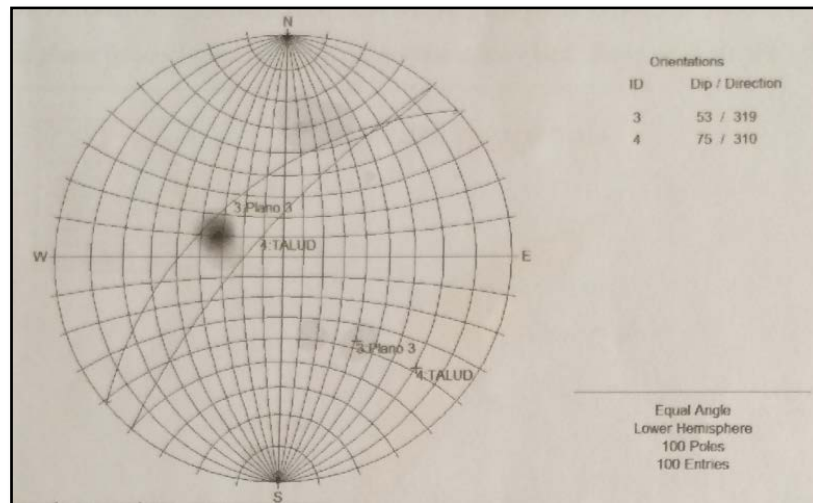 N
Orientations
ID Dip / Direction
3 53 / 319
4 75 / 310
3:Plano 3
4:TALUD
W
E
3:Plano 3
4:TALUD
S
Equal Angle
Lower Hemisphere
100 Poles
100 Entries